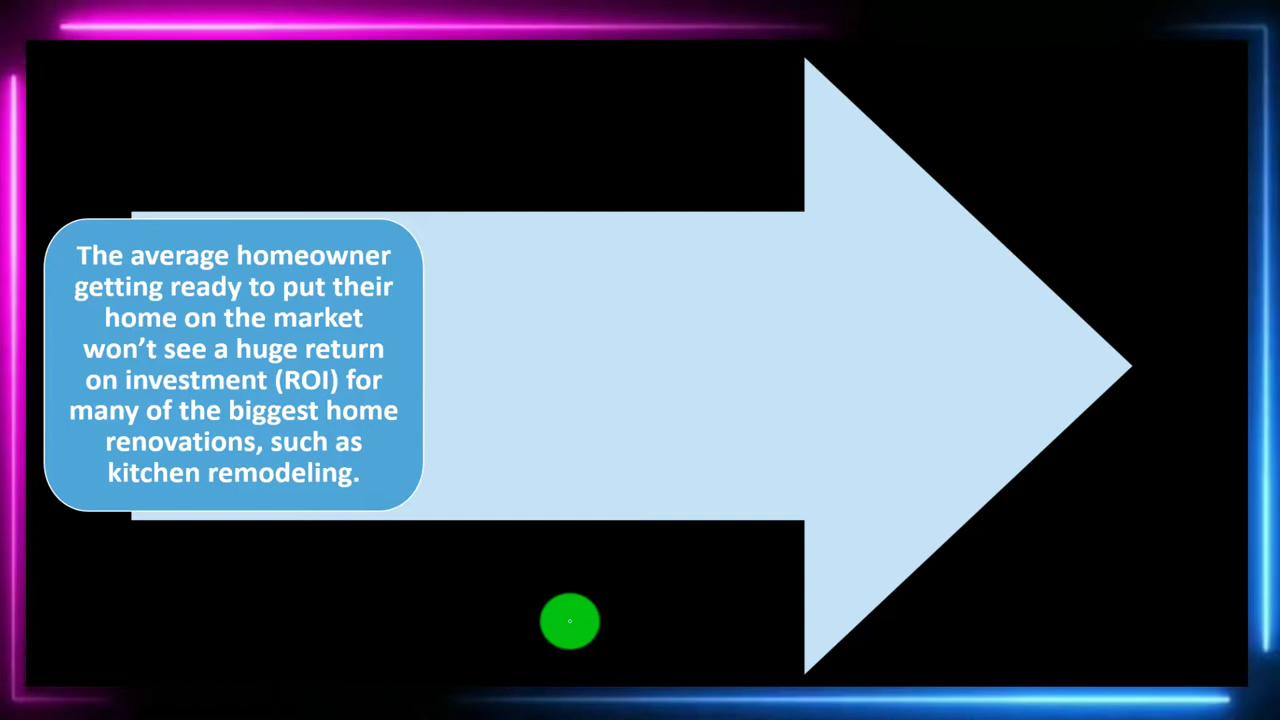 The average homeowner
getting ready to put their
home on the market
won’t see a huge return
on investment (ROI) for
many of the biggest home
renovations, such as
kitchen remodeling.